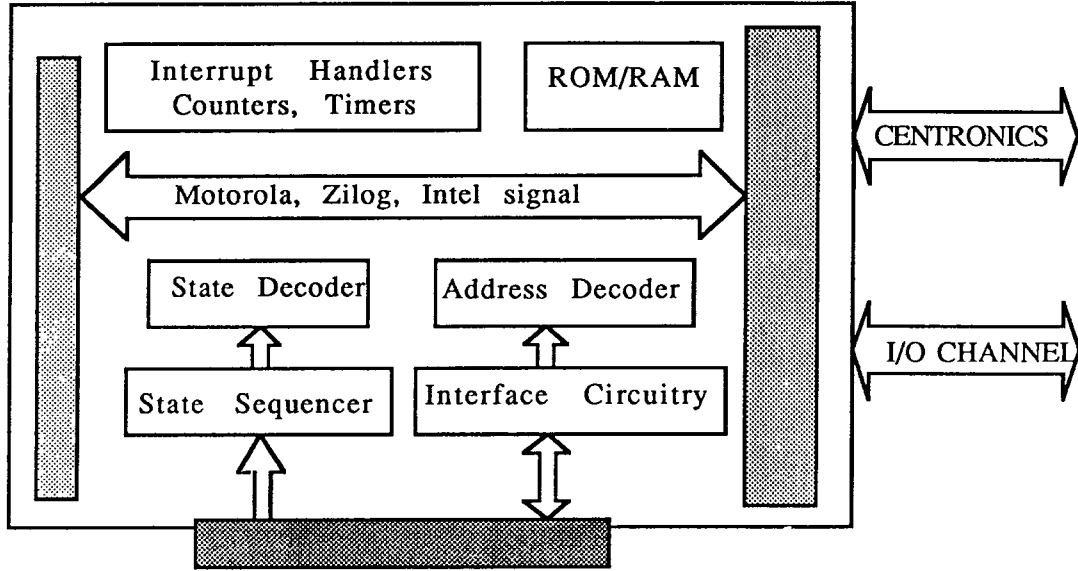 Interrupt Handlers
Counters, Timers
ROM/RAM
CENTRONICS
Motorola, Zilog, Intel signal
State Decoder
Address Decoder
I/O CHANNEL
State Sequencer
Interface Circuitry